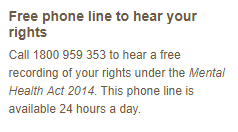 Free phone line to hear your
rights
Call 1800 959 353 to hear a free
recording of your rights under the Mental
Health Act 2014. This phone line is
available 24 hours a day.